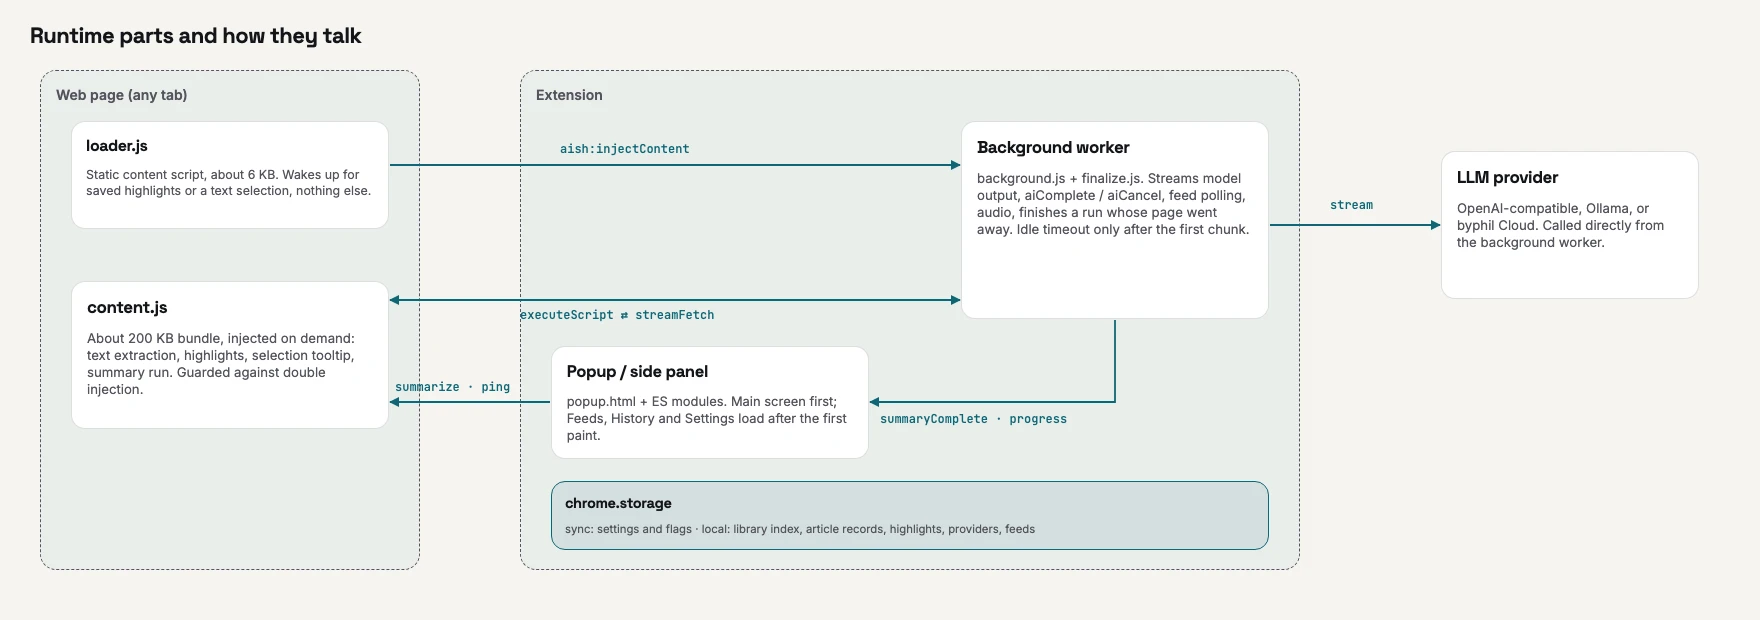 Runtime parts and how they talk
Web page (any tab)
loader.js
Static content script, about 6 KB. Wakes up for
saved highlights or a text selection, nothing else.
content.js
About 200 KB bundle, injected on demand:
text extraction, highlights, selection tooltip,
summary run. Guarded against double
injection.
Extension
aish:injectContent
executeScript ⇄ streamFetch
summarize · ping
Background worker
background.js + finalize.js. Streams model
output, aiComplete / aiCancel, feed polling,
audio, finishes a run whose page went
away. Idle timeout only after the first chunk.
Popup / side panel
popup.html + ES modules. Main screen first;
Feeds, History and Settings load after the first
paint.
summaryComplete · progress
chrome.storage
sync: settings and flags · local: library index, article records, highlights, providers, feeds
stream
LLM provider
OpenAI-compatible, Ollama, or
byphil Cloud. Called directly from
the background worker.